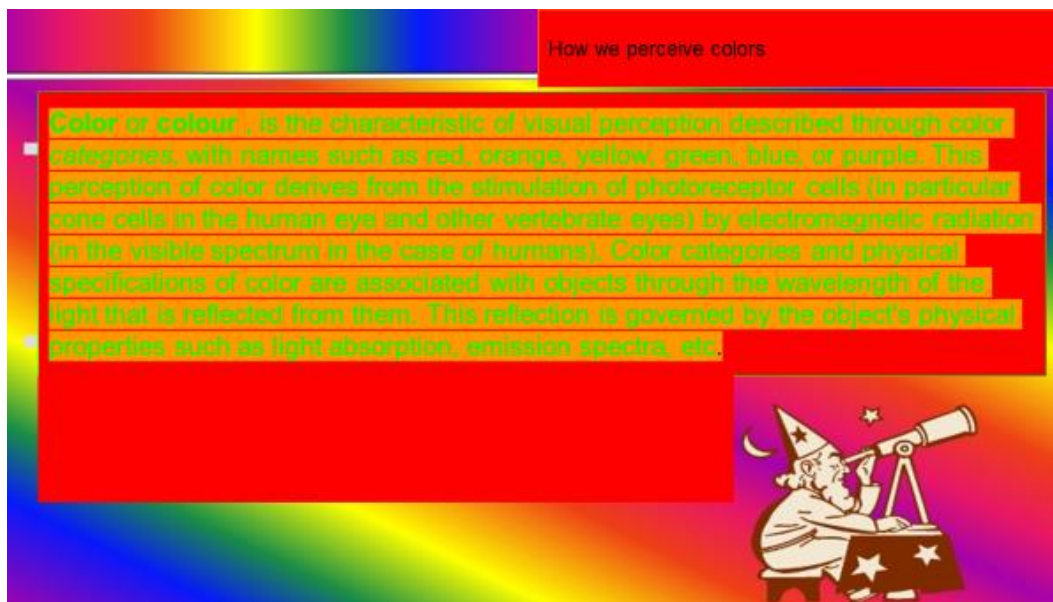 How we perceive colors
Color or colour , is the characteristic of visual perception described through color
categories, with names such as red, orange, yellow, green, blue, or purple. This
perception of color derives from the stimulation of photoreceptor cells (in particular
cone cells in the human eye and other vertebrate eyes) by electromagnetic radiation
(in the visible spectrum in the case of humans). Color categories and physical
specifications of color are associated with objects through the wavelength of the
light that is reflected from them. This reflection is governed by the object's physical
properties such as light absorption, emission spectra, etc.